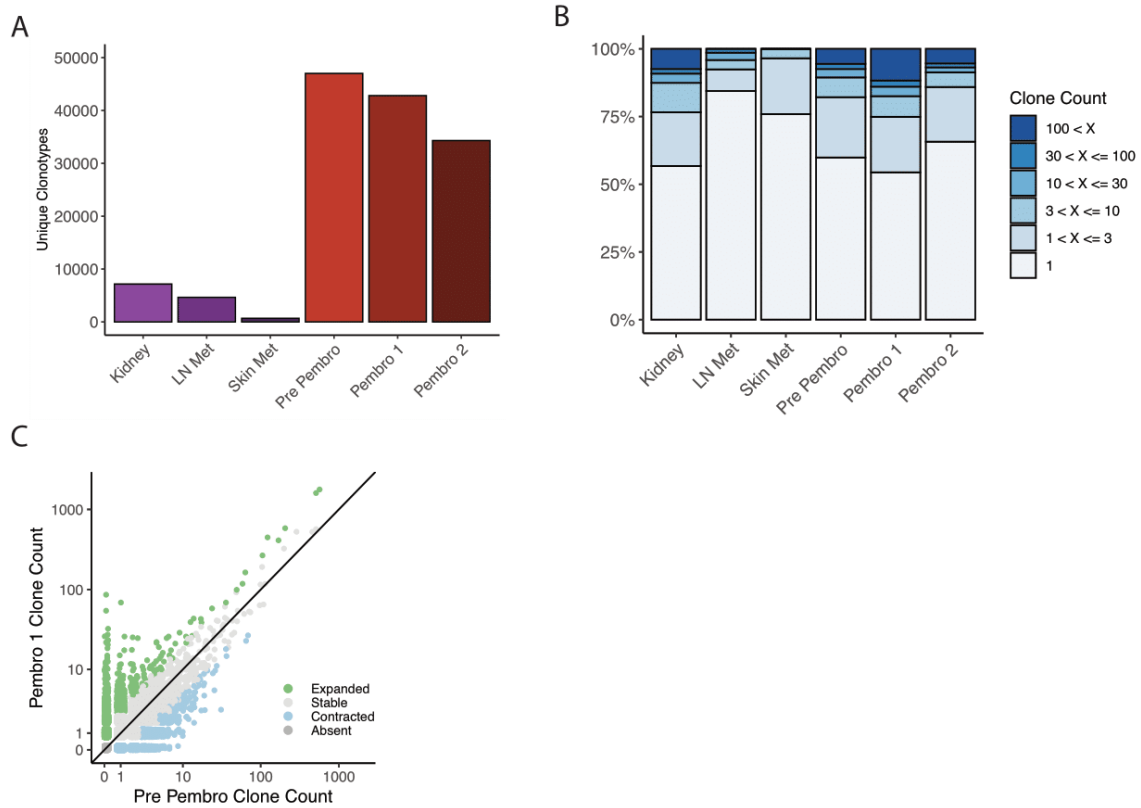 A
50000
40000
30000
20000
10000
0
Unique Clonotypes
Kidney
LN Met
Skin Met
Pre Pembro
Pembro 1
Pembro 2
B
100%
75%
50%
25%
0%
Kidney
LN Met
Skin Met
Pre Pembro
Pembro 1
Pembro 2
Clone Count
100 < X
30 < X <= 100
10 < X <= 30
3 < X <= 10
1 < X <= 3
1
C
1000
100
10
1
0
Pembro 1 Clone Count
Expanded
Stable
Contracted
Absent
0 1 10 100 1000
Pre Pembro Clone Count